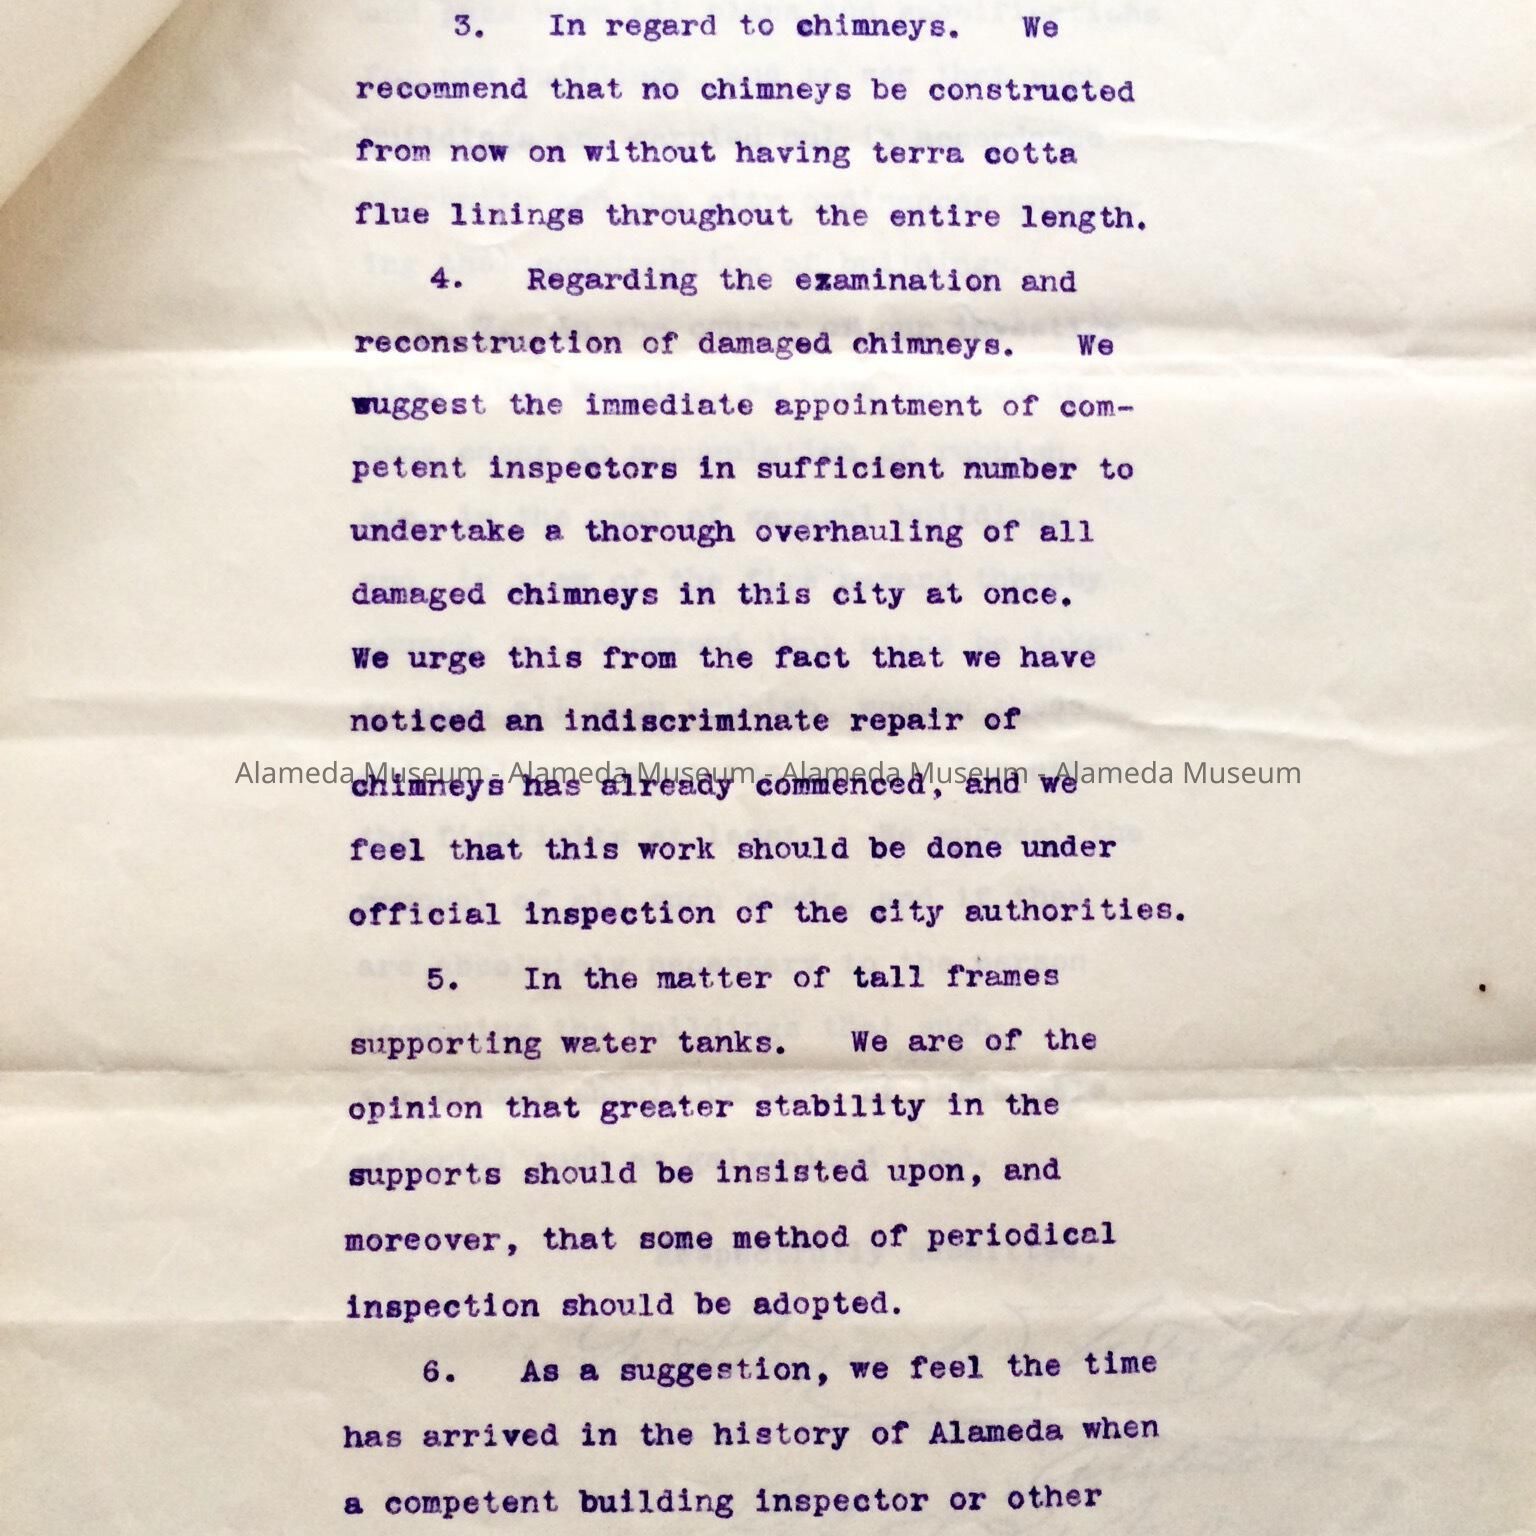 3. In regard to chimneys. We
recommend that no chimneys be constructed
from now on without having terra cotta
flue linings throughout the entire length.
4. Regarding the examination and
reconstruction of damaged chimneys. We
suggest the immediate appointment of com-
petent inspectors in sufficient number to
undertake a thorough overhauling of all
damaged chimneys in this city at once.
We urge this from the fact that we have
noticed an indiscriminate repair of
Alameda Museum - Alameda Museum - Alameda Museum - Alameda Museum
chimneys has already commenced, and we
feel that this work should be done under
official inspection of the city authorities.
5. In the matter of tall frames
supporting water tanks. We are of the
opinion that greater stability in the
supports should be insisted upon, and
moreover, that some method of periodical
inspection should be adopted.
6. As a suggestion, we feel the time
has arrived in the history of Alameda when
a competent building inspector or other